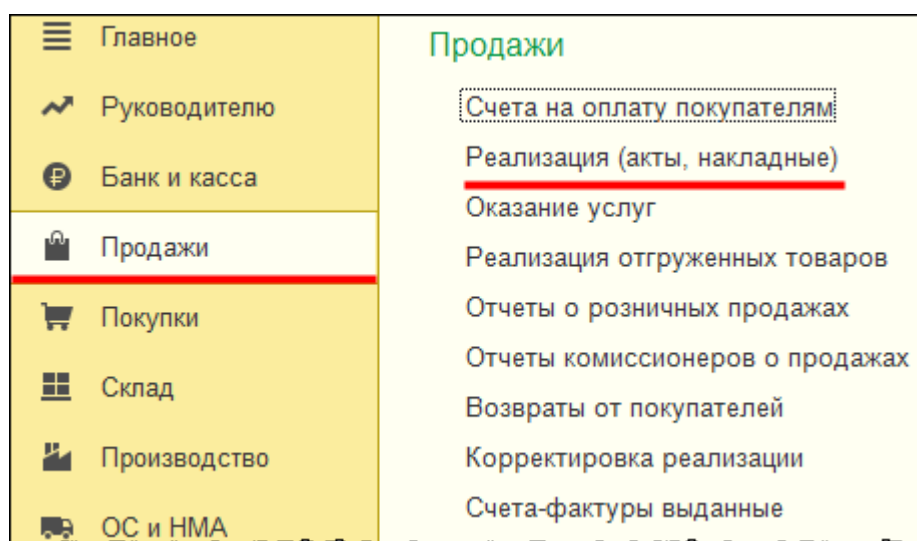 Главное
Руководителю
Банк и касса
Продажи
Покупки
Склад
Производство
ОС и НМА
Продажи
Счета на оплату покупателям
Реализация (акты, накладные)
Оказание услуг
Реализация отгруженных товаров
Отчеты о розничных продажах
Отчеты комиссионеров о продажах
Возвраты от покупателей
Корректировка реализации
Счета-фактуры выданные